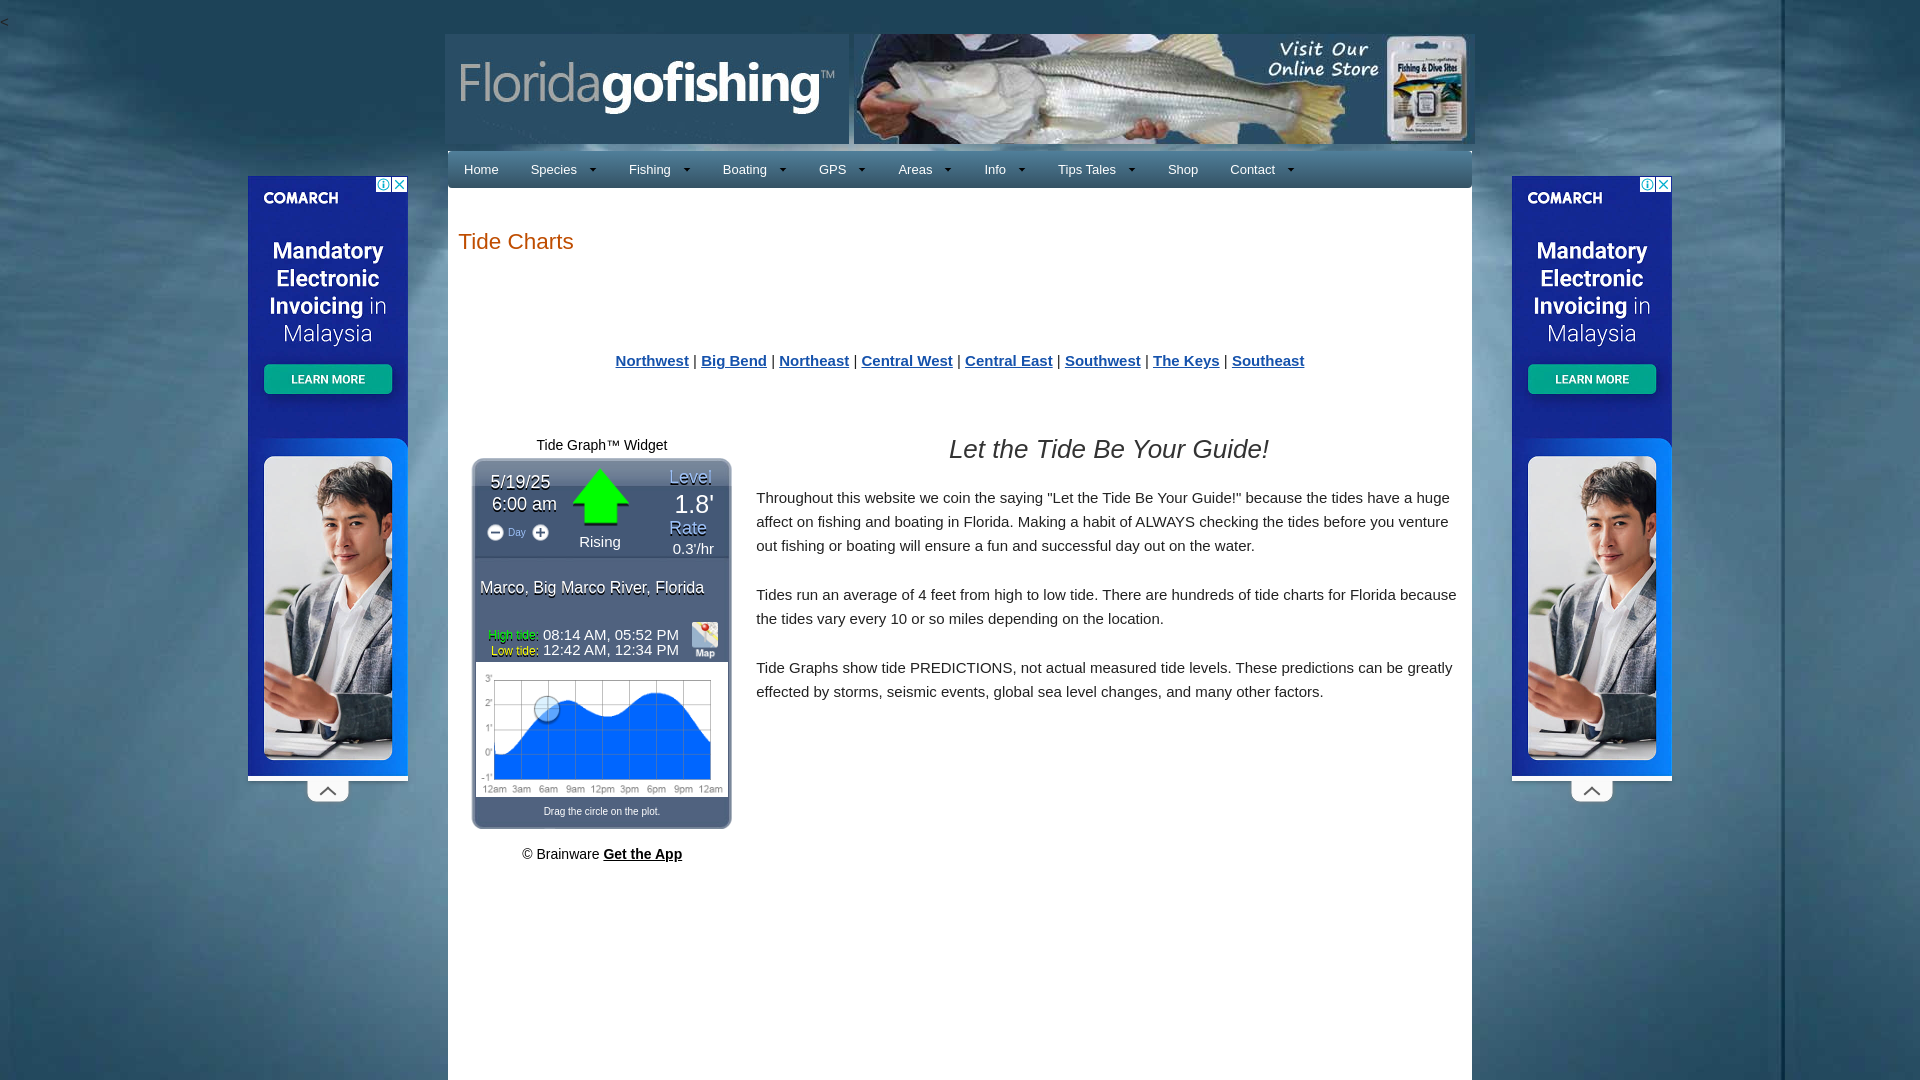 <
Floridagofishing™
Visit Our
Online Store
Fishing & Dive Sites
Home Species Fishing Boating GPS Areas Info Tips Tales Shop Contact
COMARCH
Mandatory
Electronic
Invoicing in
Malaysia
LEARN MORE
Tide Charts
Northwest | Big Bend | Northeast | Central West | Central East | Southwest | The Keys | Southeast
Tide Graph™ Widget
5/19/25
6:00 am
Day
Rising
Level
1.8'
Rate
0.3'/hr
Marco, Big Marco River, Florida
High tide: 08:14 AM, 05:52 PM
Low tide: 12:42 AM, 12:34 PM
Map
3'
2'
1'
0'
-1'
12am 3am 6am 9am 12pm 3pm 6pm 9pm 12am
Drag the circle on the plot.
© Brainware Get the App
Let the Tide Be Your Guide!
Throughout this website we coin the saying "Let the Tide Be Your Guide!" because the tides have a huge
affect on fishing and boating in Florida. Making a habit of ALWAYS checking the tides before you venture
out fishing or boating will ensure a fun and successful day out on the water.
Tides run an average of 4 feet from high to low tide. There are hundreds of tide charts for Florida because
the tides vary every 10 or so miles depending on the location.
Tide Graphs show tide PREDICTIONS, not actual measured tide levels. These predictions can be greatly
effected by storms, seismic events, global sea level changes, and many other factors.
COMARCH
Mandatory
Electronic
Invoicing in
Malaysia
LEARN MORE